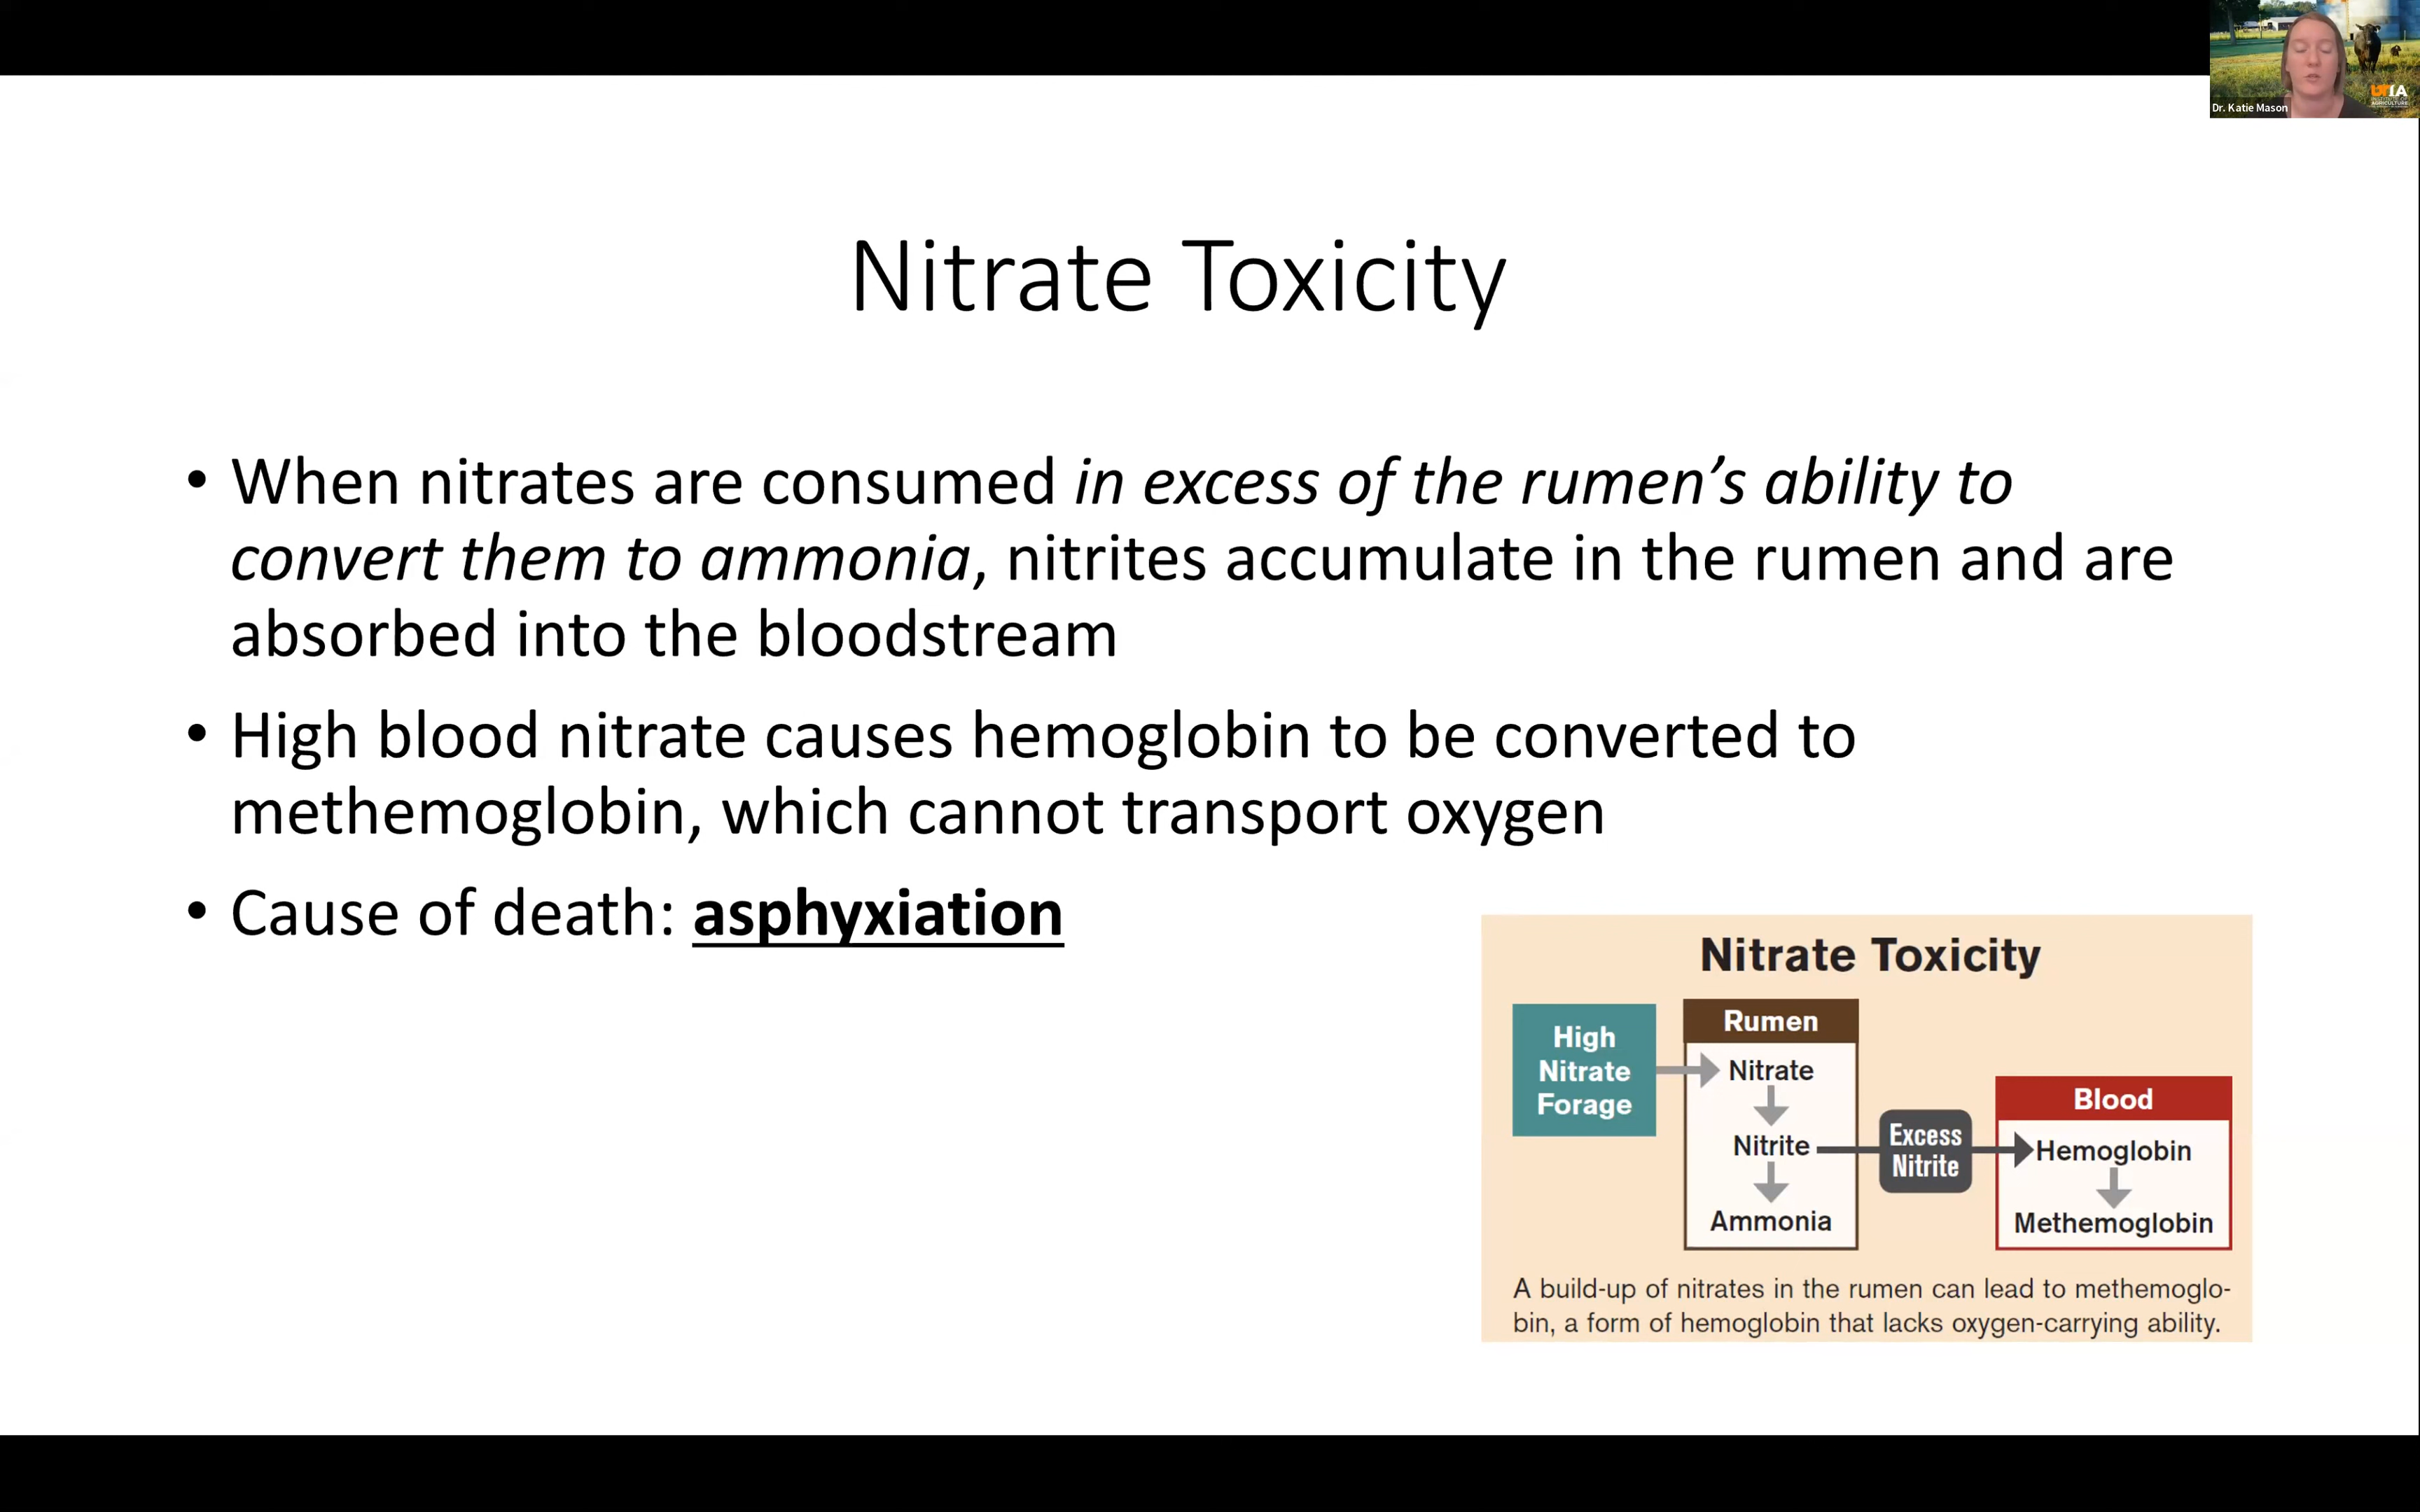 Dr. Katie Mason
UTIA
INSTITUTE OF
AGRICULTURE
Nitrate Toxicity
• When nitrates are consumed in excess of the rumen’s ability to
convert them to ammonia, nitrites accumulate in the rumen and are
absorbed into the bloodstream
• High blood nitrate causes hemoglobin to be converted to
methemoglobin, which cannot transport oxygen
• Cause of death: asphyxiation
Nitrate Toxicity
High
Nitrate
Forage
Rumen
Nitrate
Nitrite
Ammonia
Excess
Nitrite
Blood
Hemoglobin
Methemoglobin
A build-up of nitrates in the rumen can lead to methemoglo-
bin, a form of hemoglobin that lacks oxygen-carrying ability.